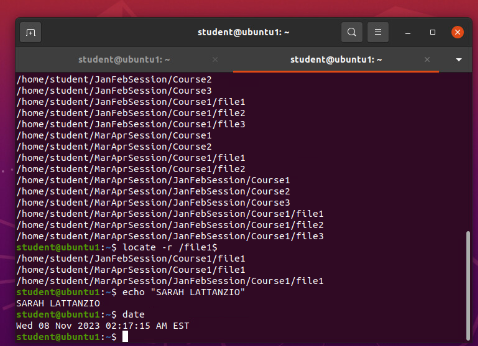 student@ubuntu1: ~
student@ubuntu1: ~
student@ubuntu1: ~
/home/student/JanFebSession/Course2
/home/student/JanFebSession/Course3
/home/student/JanFebSession/Course1/file1
/home/student/JanFebSession/Course1/file2
/home/student/JanFebSession/Course1/file3
/home/student/MarAprSession/Course1
/home/student/MarAprSession/Course2
/home/student/MarAprSession/Course1/file1
/home/student/MarAprSession/Course1/file2
/home/student/MarAprSession/JanFebSession/Course1
/home/student/MarAprSession/JanFebSession/Course2
/home/student/MarAprSession/JanFebSession/Course3
/home/student/MarAprSession/JanFebSession/Course1/file1
/home/student/MarAprSession/JanFebSession/Course1/file2
/home/student/MarAprSession/JanFebSession/Course1/file3
student@ubuntu1:~$ locate -r /file1$
/home/student/JanFebSession/Course1/file1
/home/student/MarAprSession/Course1/file1
/home/student/MarAprSession/JanFebSession/Course1/file1
student@ubuntu1:~$ echo "SARAH LATTANZIO"
SARAH LATTANZIO
student@ubuntu1:~$ date
Wed 08 Nov 2023 02:17:15 AM EST
student@ubuntu1:~$